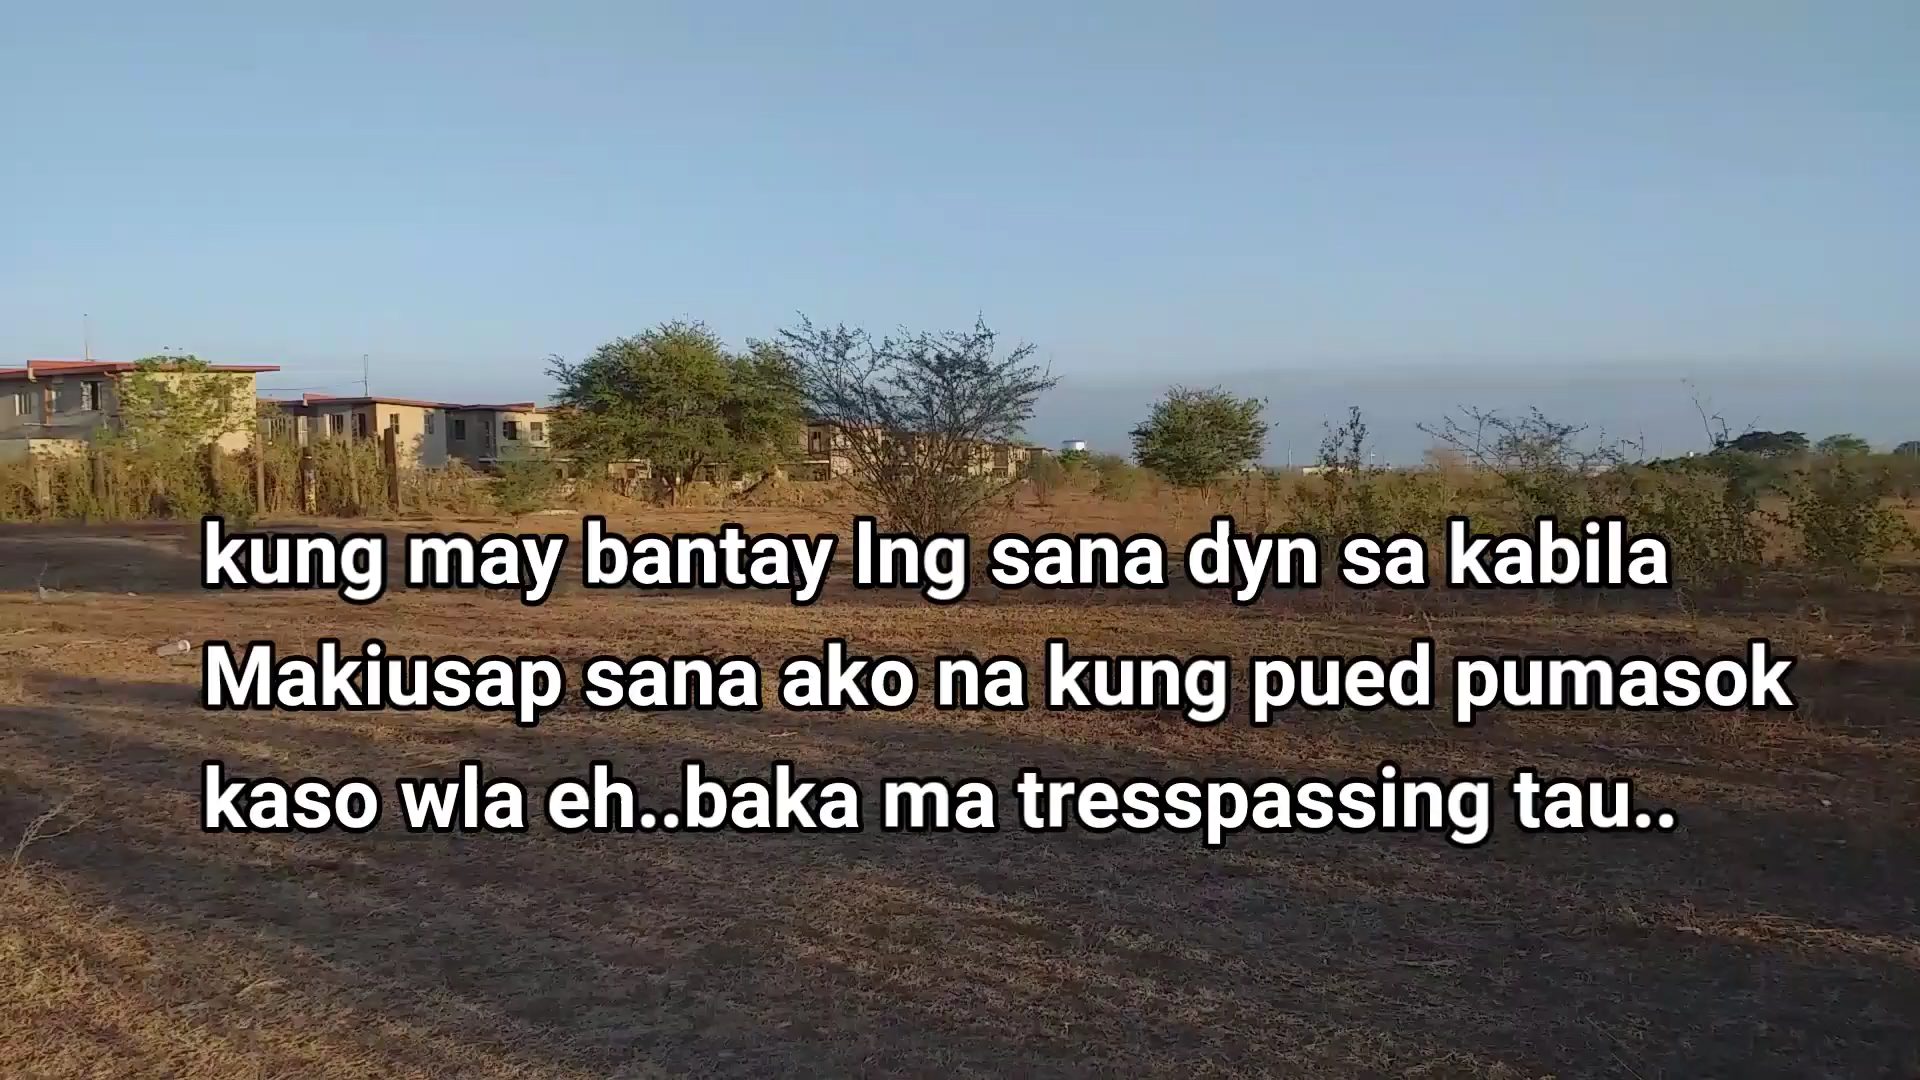 kung may bantay lng sana dyn sa kabila
Makiusap sana ako na kung pued pumasok
kaso wla eh..baka ma tresspassing tau..